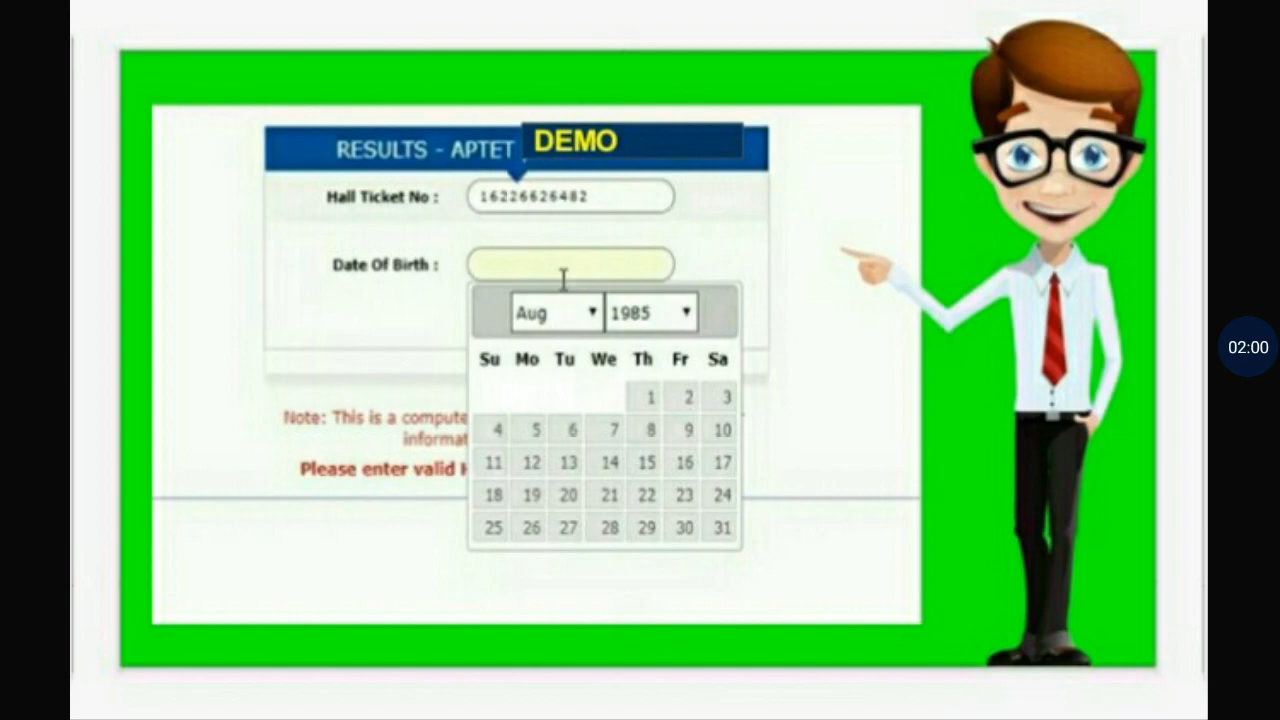 RESULTS - APTET DEMO
Hall Ticket No : 16226626482
Date Of Birth :
Aug 1985
Su Mo Tu We Th Fr Sa
1 2 3
4 5 6 7 8 9 10
11 12 13 14 15 16 17
18 19 20 21 22 23 24
25 26 27 28 29 30 31
Note: This is a compute
informat
Please enter valid H
02:00